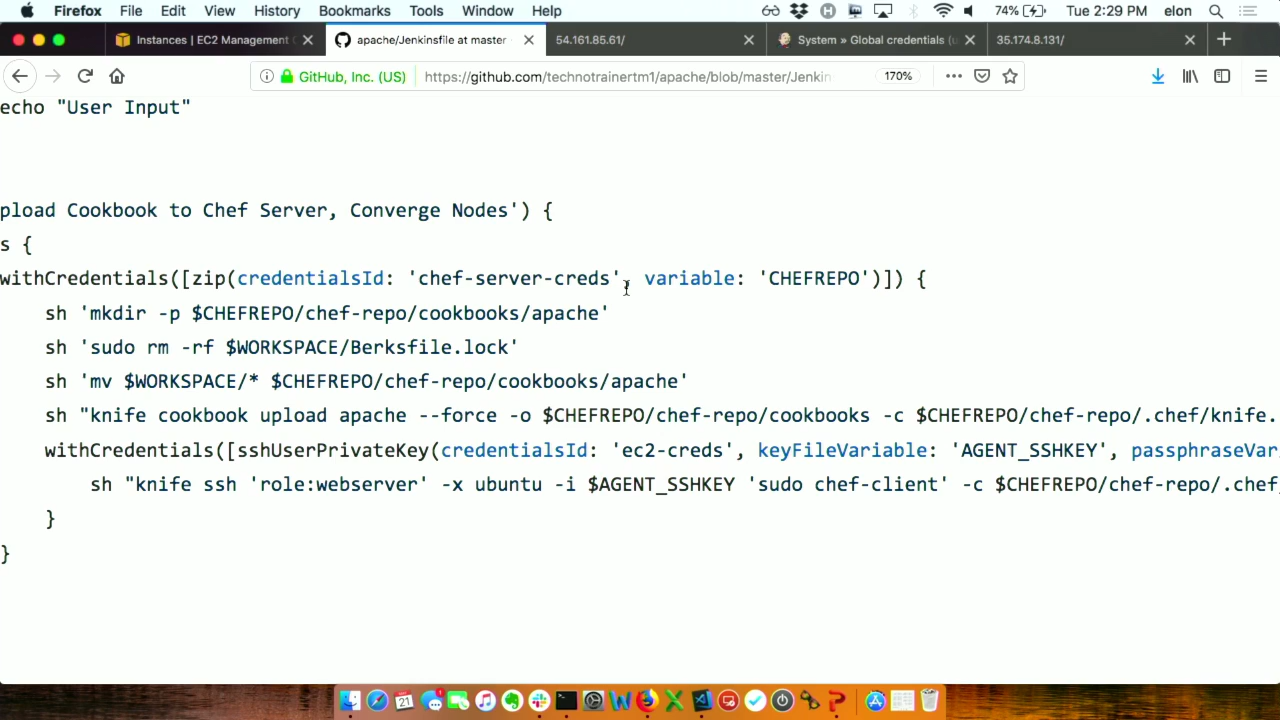 Firefox File Edit View History Bookmarks Tools Window Help 74% Tue 2:29 PM elon
Instances | EC2 Management apache/Jenkinsfile at master 54.161.85.61/ System » Global credentials (u 35.174.8.131/
GitHub, Inc. (US) https://github.com/technotrainertm1/apache/blob/master/Jenkin 170%
echo "User Input"
pload Cookbook to Chef Server, Converge Nodes') {
s {
withCredentials([zip(credentialsId: 'chef-server-creds', variable: 'CHEFREPO')]) {
sh 'mkdir -p $CHEFREPO/chef-repo/cookbooks/apache'
sh 'sudo rm -rf $WORKSPACE/Berksfile.lock'
sh 'mv $WORKSPACE/* $CHEFREPO/chef-repo/cookbooks/apache'
sh "knife cookbook upload apache --force -o $CHEFREPO/chef-repo/cookbooks -c $CHEFREPO/chef-repo/.chef/knife.
withCredentials([sshUserPrivateKey(credentialsId: 'ec2-creds', keyFileVariable: 'AGENT_SSHKEY', passphraseVar
sh "knife ssh 'role:webserver' -x ubuntu -i $AGENT_SSHKEY 'sudo chef-client' -c $CHEFREPO/chef-repo/.chef/
}
}